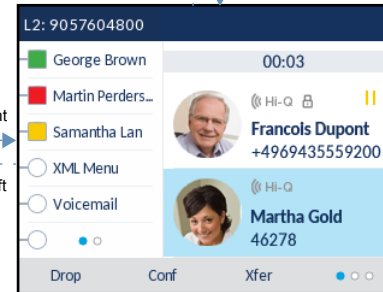 L2: 9057604800
George Brown
Martin Perders...
Samantha Lan
XML Menu
Voicemail
00:03
Hi-Q
Francois Dupont
+4969435559200
Hi-Q
Martha Gold
46278
Drop Conf Xfer